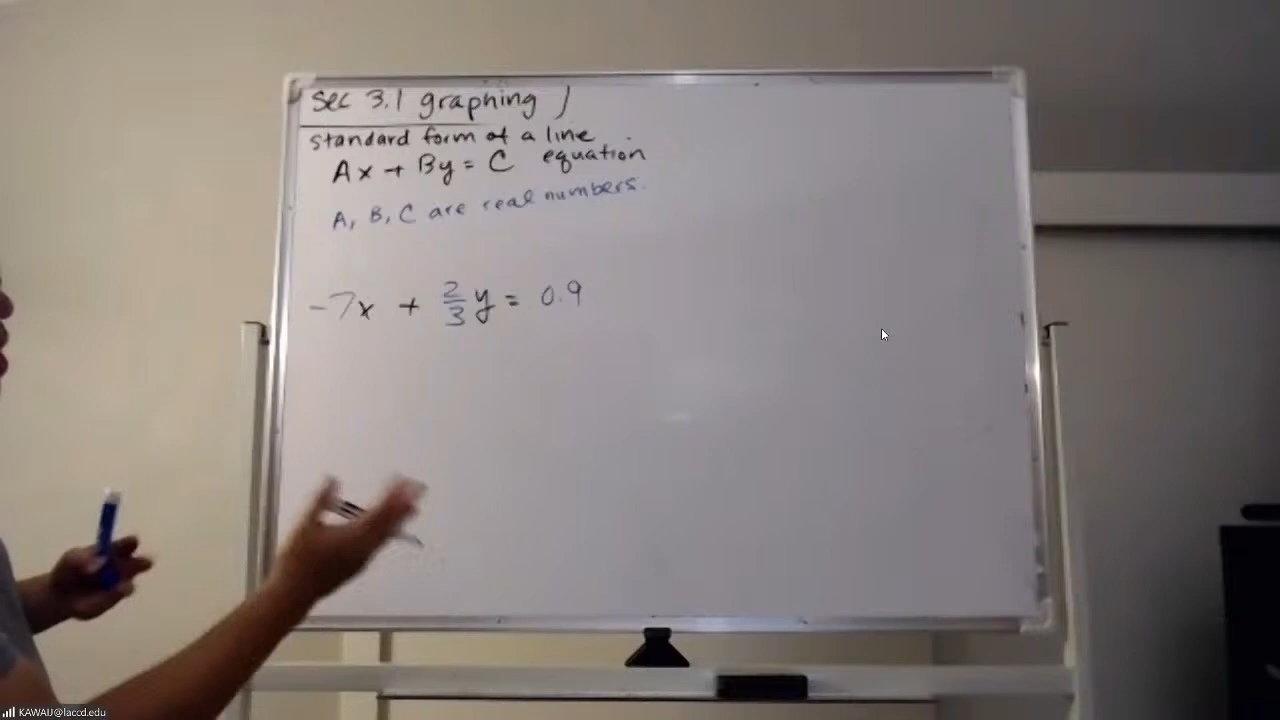 sec 3.1 graphing
standard form of a line
Ax + By = C equation
A, B, C are real numbers.
-7x + 2/3 y = 0.9
KAWAIJ@laccd.edu